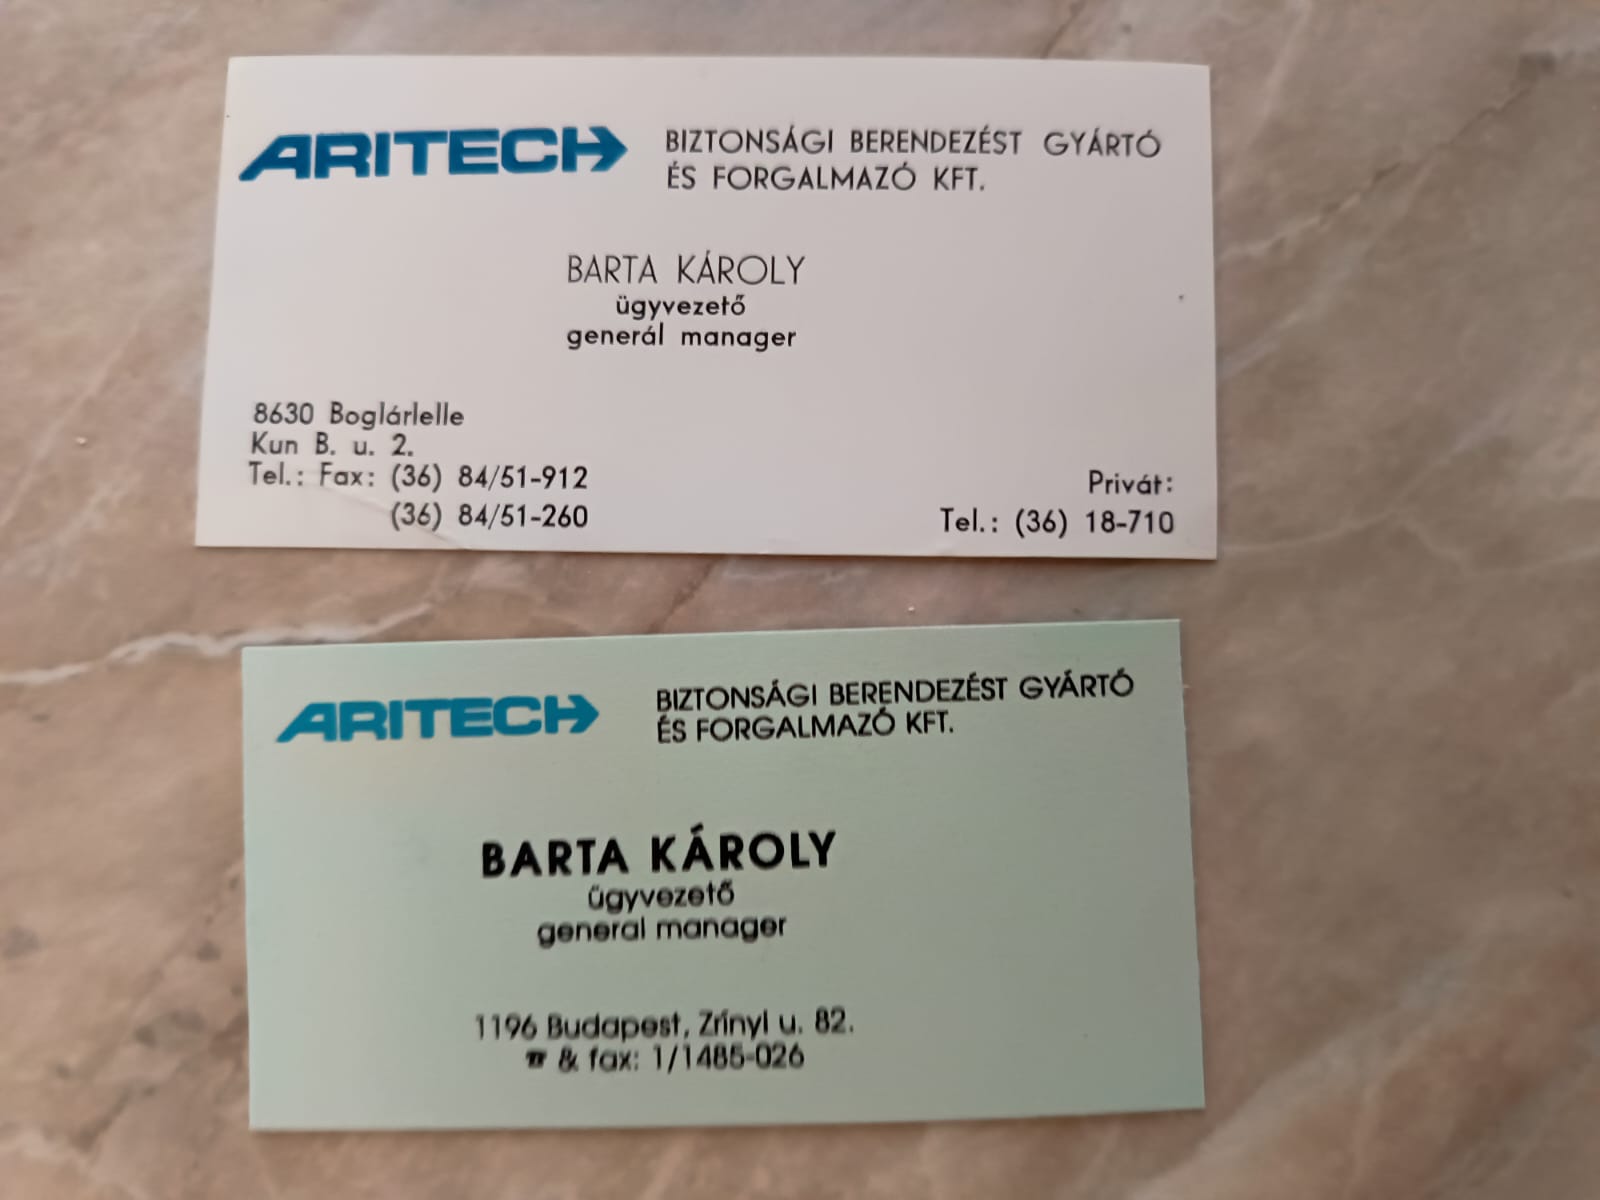 ARITECH
BIZTONSÁGI BERENDEZÉST GYÁRTÓ
ÉS FORGALMAZÓ KFT.
BARTA KÁROLY
ügyvezető
generál manager
8630 Boglárlelle
Kun B. u. 2.
Tel.: Fax: (36) 84/51-912
(36) 84/51-260
Privát:
Tel.: (36) 18-710
ARITECH
BIZTONSÁGI BERENDEZÉST GYÁRTÓ
ÉS FORGALMAZÓ KFT.
BARTA KÁROLY
ügyvezető
general manager
1196 Budapest, Zrínyi u. 82.
☎ & fax: 1/1485-026